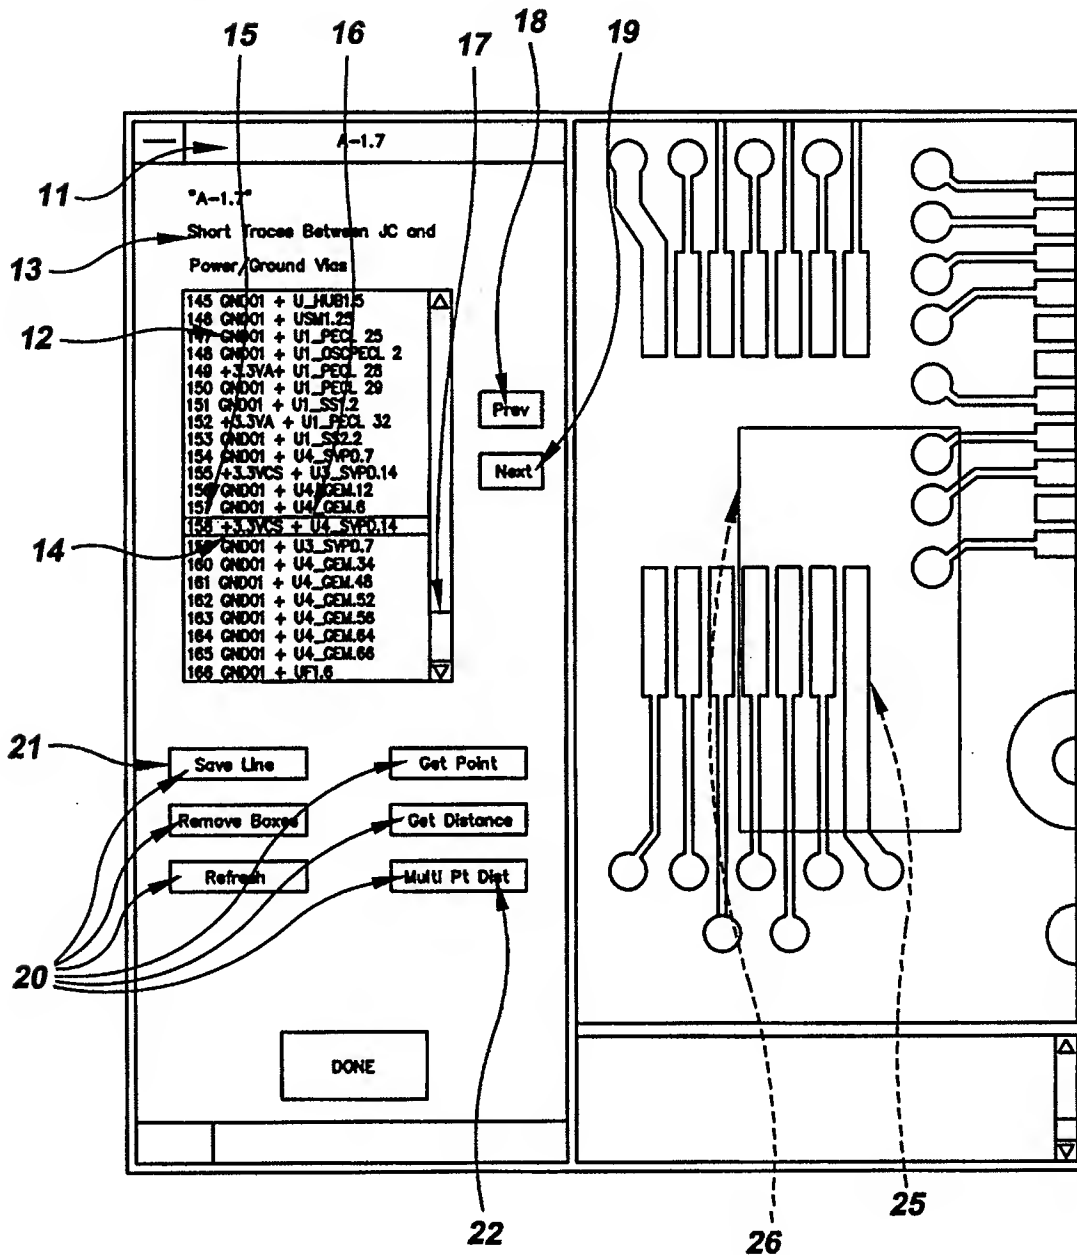 15 16 17 18 19
A-1.7
11
"A-1.7"
13
Short Traces Between JC and
Power/Ground Vias
12
145 GND01 + U_HUB1.5
146 GND01 + USM1.25
147 GND01 + U1_PECL 25
148 GND01 + U1_OSCPECL 2
149 +3.3VA+ U1_PECL 28
150 GND01 + U1_PECL 29
151 GND01 + U1_SS1.2
152 +3.3VA + U1_PECL 32
153 GND01 + U1_SS2.2
154 GND01 + U4_SVPD.7
155 +3.3VCS + U3_SVPD.14
156 GND01 + U4_GEM.12
157 GND01 + U4_GEM.6
158 +3.3VCS + U4_SVPD.14
159 GND01 + U3_SVPD.7
160 GND01 + U4_GEM.34
161 GND01 + U4_GEM.48
162 GND01 + U4_GEM.52
163 GND01 + U4_GEM.56
164 GND01 + U4_GEM.64
165 GND01 + U4_GEM.66
166 GND01 + UF1.6
Prev
Next
14
21
Save Line Get Point
Remove Boxes Get Distance
Refresh Multi Pt Dist
20
DONE
22
26
25